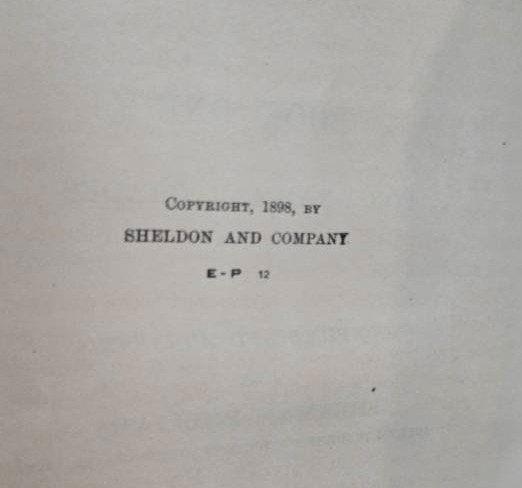 COPYRIGHT, 1898, BY
SHELDON AND COMPANY
E-P 12